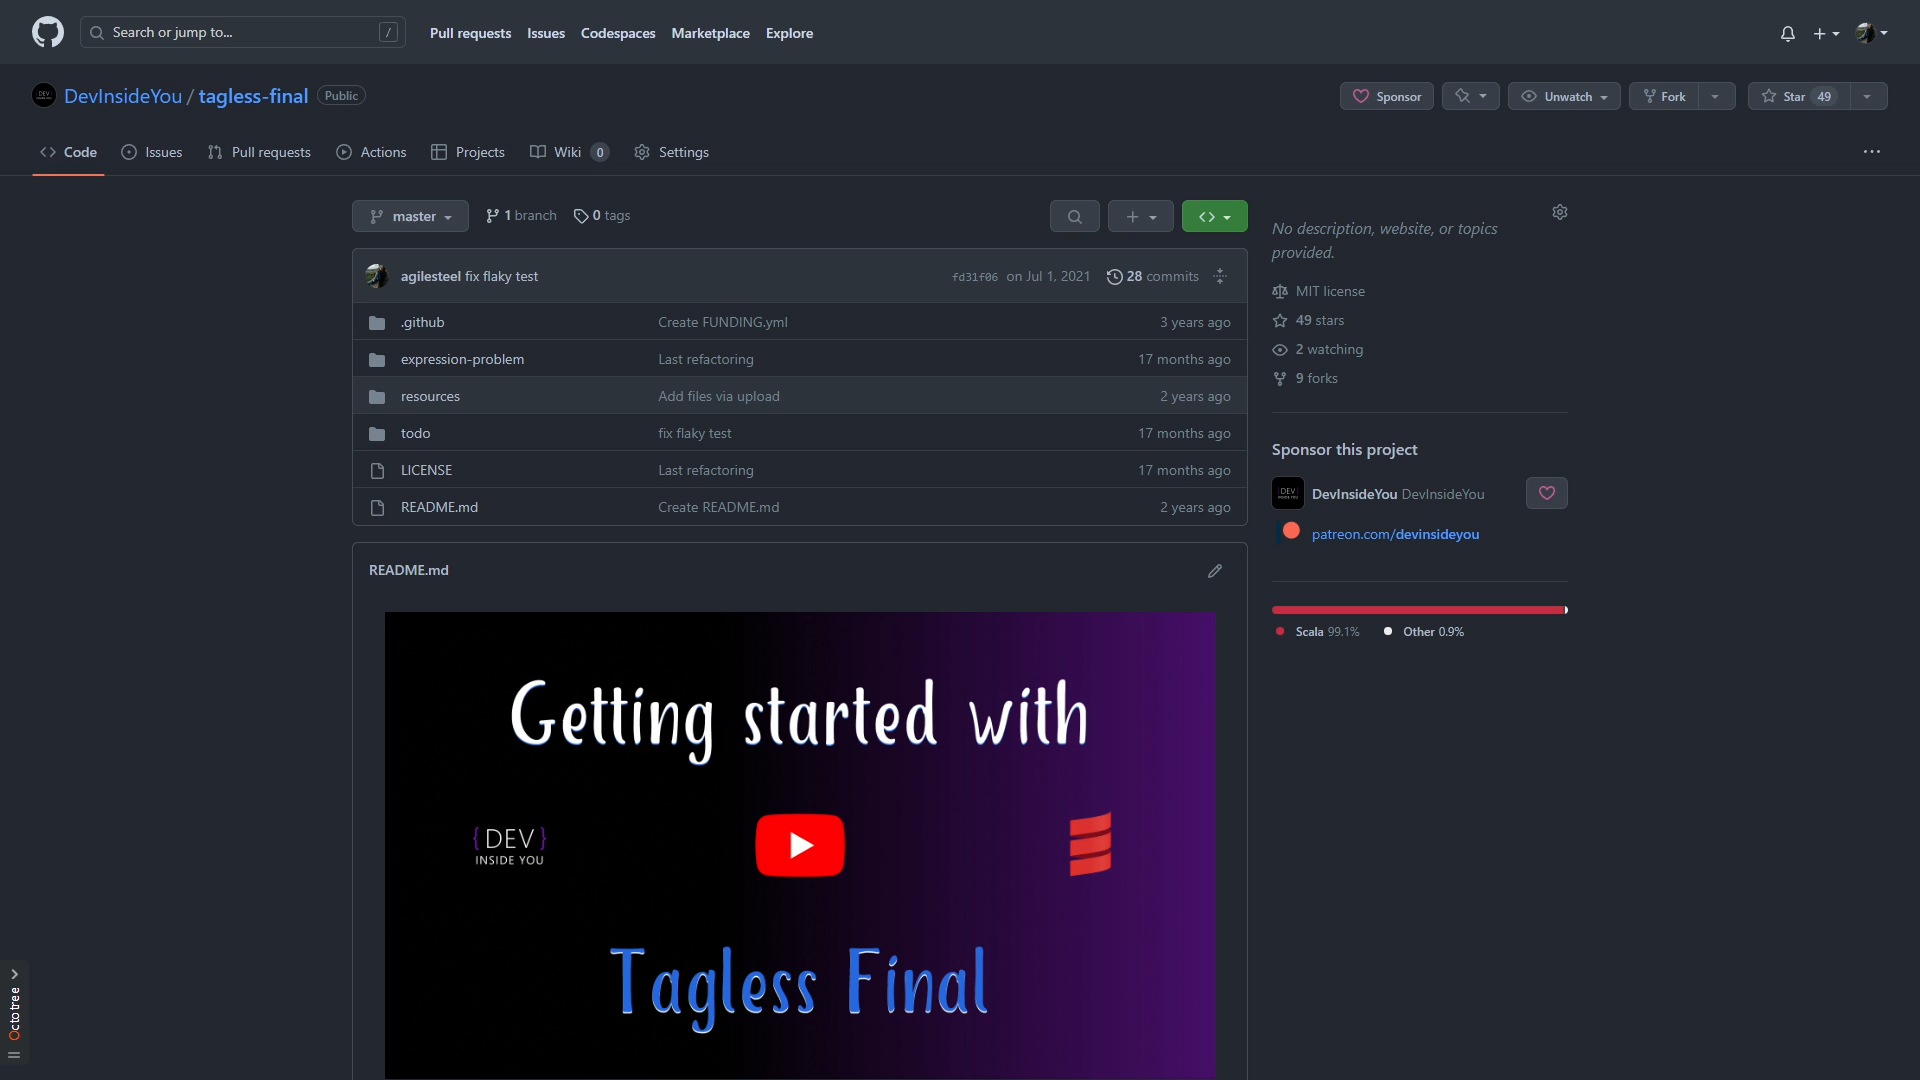 Search or jump to... /
Pull requests Issues Codespaces Marketplace Explore
DevInsideYou / tagless-final Public
Sponsor Unwatch Fork Star 49
Code Issues Pull requests Actions Projects Wiki 0 Settings
master 1 branch 0 tags
agilesteel fix flaky test fd31f06 on Jul 1, 2021 28 commits
.github Create FUNDING.yml 3 years ago
expression-problem Last refactoring 17 months ago
resources Add files via upload 2 years ago
todo fix flaky test 17 months ago
LICENSE Last refactoring 17 months ago
README.md Create README.md 2 years ago
README.md
Getting started with
{DEV}
INSIDE YOU
Tagless Final
No description, website, or topics
provided.
MIT license
49 stars
2 watching
9 forks
Sponsor this project
DevInsideYou DevInsideYou
patreon.com/devinsideyou
Scala 99.1% Other 0.9%
Octotree